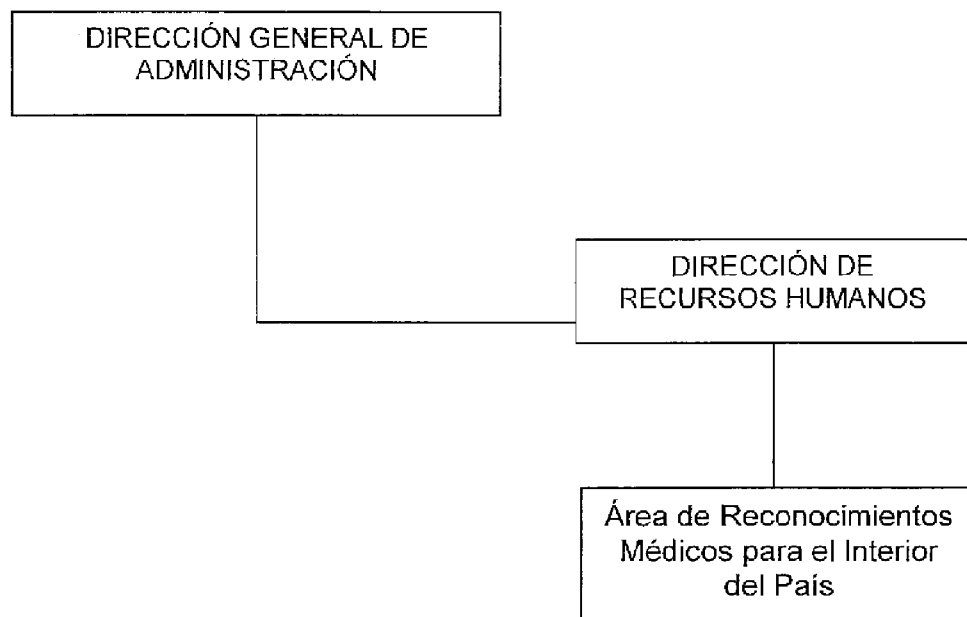 DIRECCIÓN GENERAL DE
ADMINISTRACIÓN
DIRECCIÓN DE
RECURSOS HUMANOS
Área de Reconocimientos
Médicos para el Interior
del País